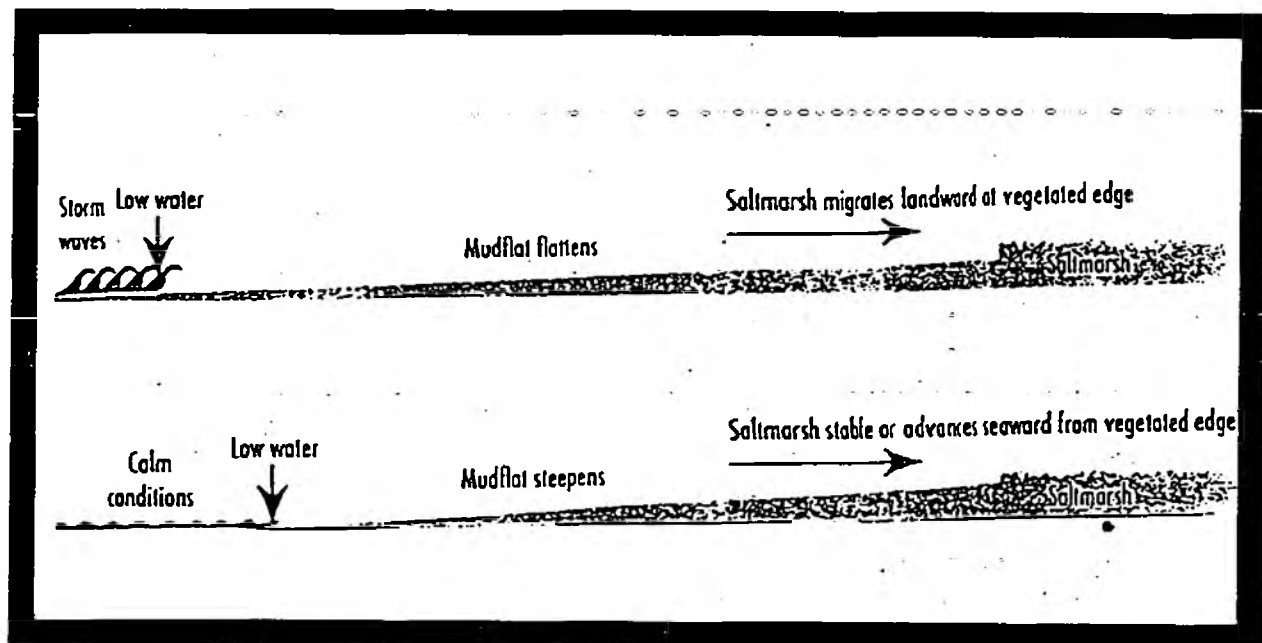 Storm
waves
Low water
Mudflat flattens
Saltmarsh migrates landward at vegetated edge
Saltmarsh
Calm
conditions
Low water
Mudflat steepens
Saltmarsh stable or advances seaward from vegetated edge
Saltmarsh